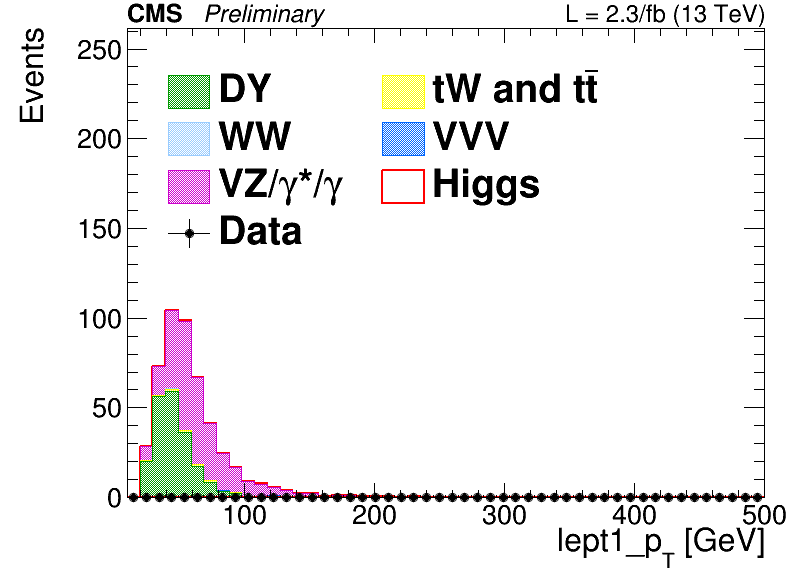 CMS Preliminary L = 2.3/fb (13 TeV)
Events
250
200
150
100
50
0
DY
tW and tt̅
WW
VVV
VZ/γ*/γ
Higgs
Data
100 200 300 400 500
lept1_p_T [GeV]